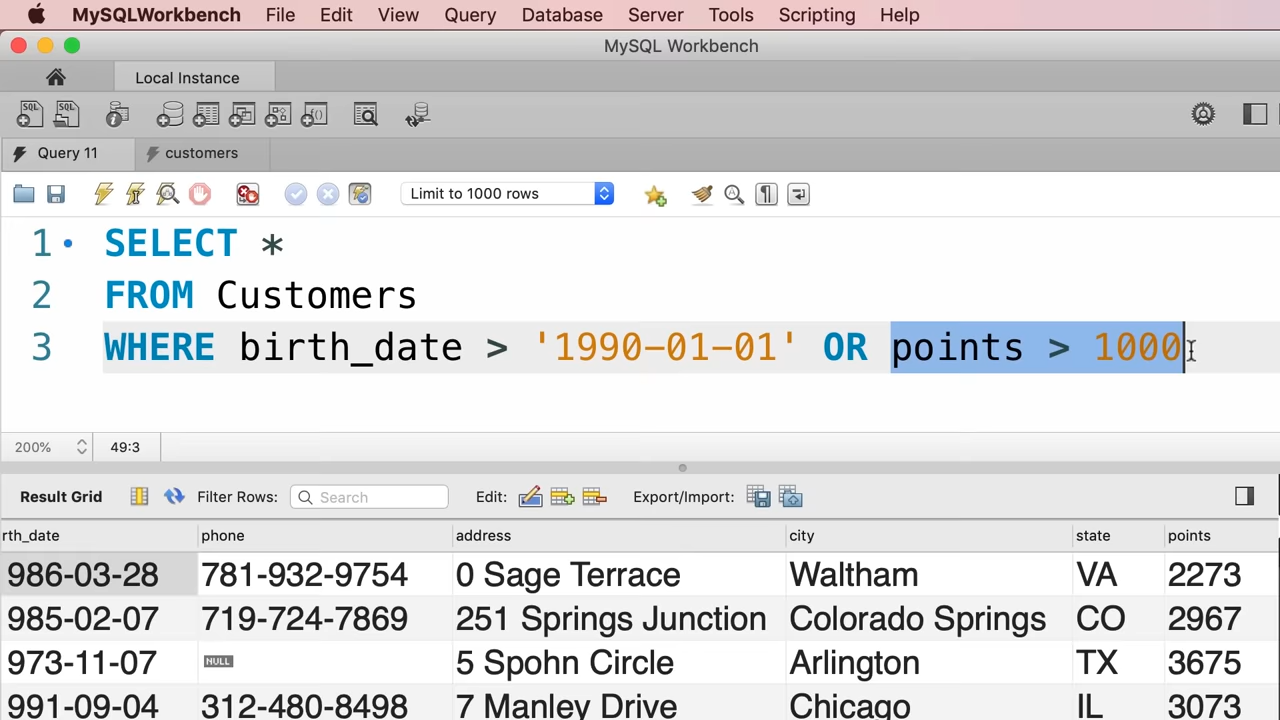 MySQLWorkbench File Edit View Query Database Server Tools Scripting Help
MySQL Workbench
Local Instance
Query 11 customers
Limit to 1000 rows
1 SELECT *
2 FROM Customers
3 WHERE birth_date > '1990-01-01' OR points > 1000
200% 49:3
Result Grid Filter Rows: Search Edit: Export/Import:
rth_date phone address city state points
986-03-28 781-932-9754 0 Sage Terrace Waltham VA 2273
985-02-07 719-724-7869 251 Springs Junction Colorado Springs CO 2967
973-11-07 NULL 5 Spohn Circle Arlington TX 3675
991-09-04 312-480-8498 7 Manley Drive Chicago IL 3073